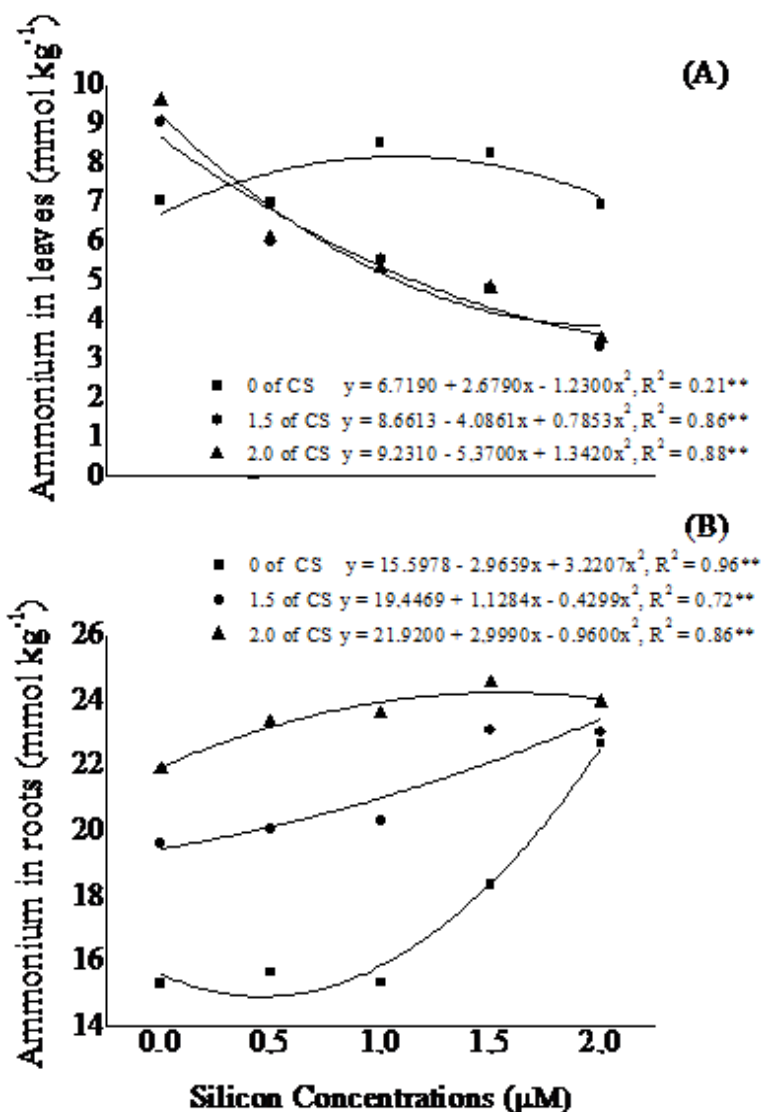 (A)
Ammonium in leaves (mmol kg⁻¹)
10
9
8
7
6
5
4
3
2
1
0
0 of CS y = 6.7190 + 2.6790x - 1.2300x², R² = 0.21**
1.5 of CS y = 8.6613 - 4.0861x + 0.7853x², R² = 0.86**
2.0 of CS y = 9.2310 - 5.3700x + 1.3420x², R² = 0.88**
(B)
0 of CS y = 15.5978 - 2.9659x + 3.2207x², R² = 0.96**
1.5 of CS y = 19.4469 + 1.1284x - 0.4299x², R² = 0.72**
2.0 of CS y = 21.9200 + 2.9990x - 0.9600x², R² = 0.86**
Ammonium in roots (mmol kg⁻¹)
26
24
22
20
18
16
14
0.0 0.5 1.0 1.5 2.0
Silicon Concentrations (µM)